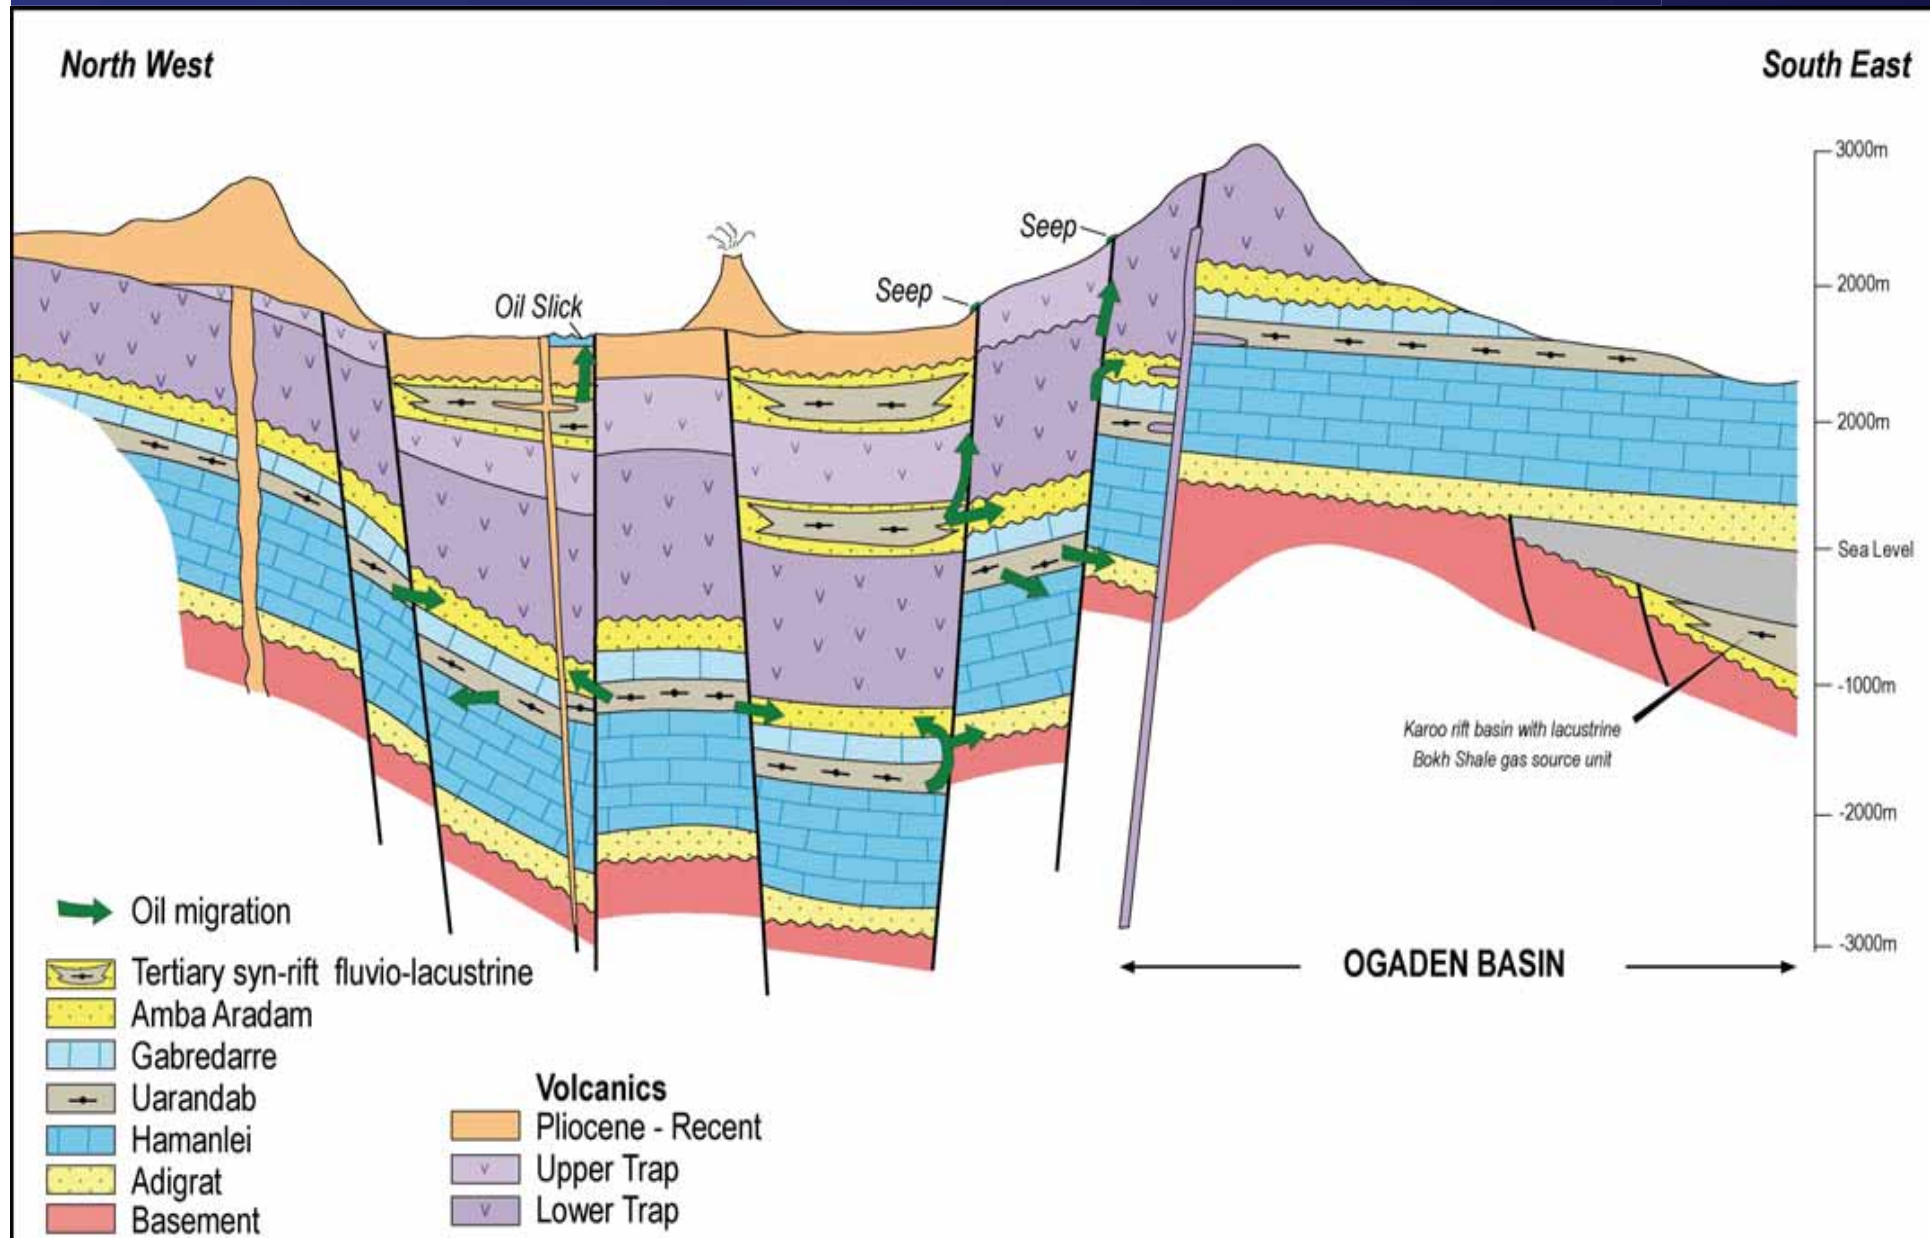 North West
South East
3000m
Seep
Seep
2000m
Oil Slick
2000m
Sea Level
-1000m
Karoo rift basin with lacustrine
Bokh Shale gas source unit
-2000m
-3000m
OGADEN BASIN
Oil migration
Tertiary syn-rift fluvio-lacustrine
Amba Aradam
Gabredarre
Uarandab
Hamanlei
Adigrat
Basement
Volcanics
Pliocene - Recent
Upper Trap
Lower Trap